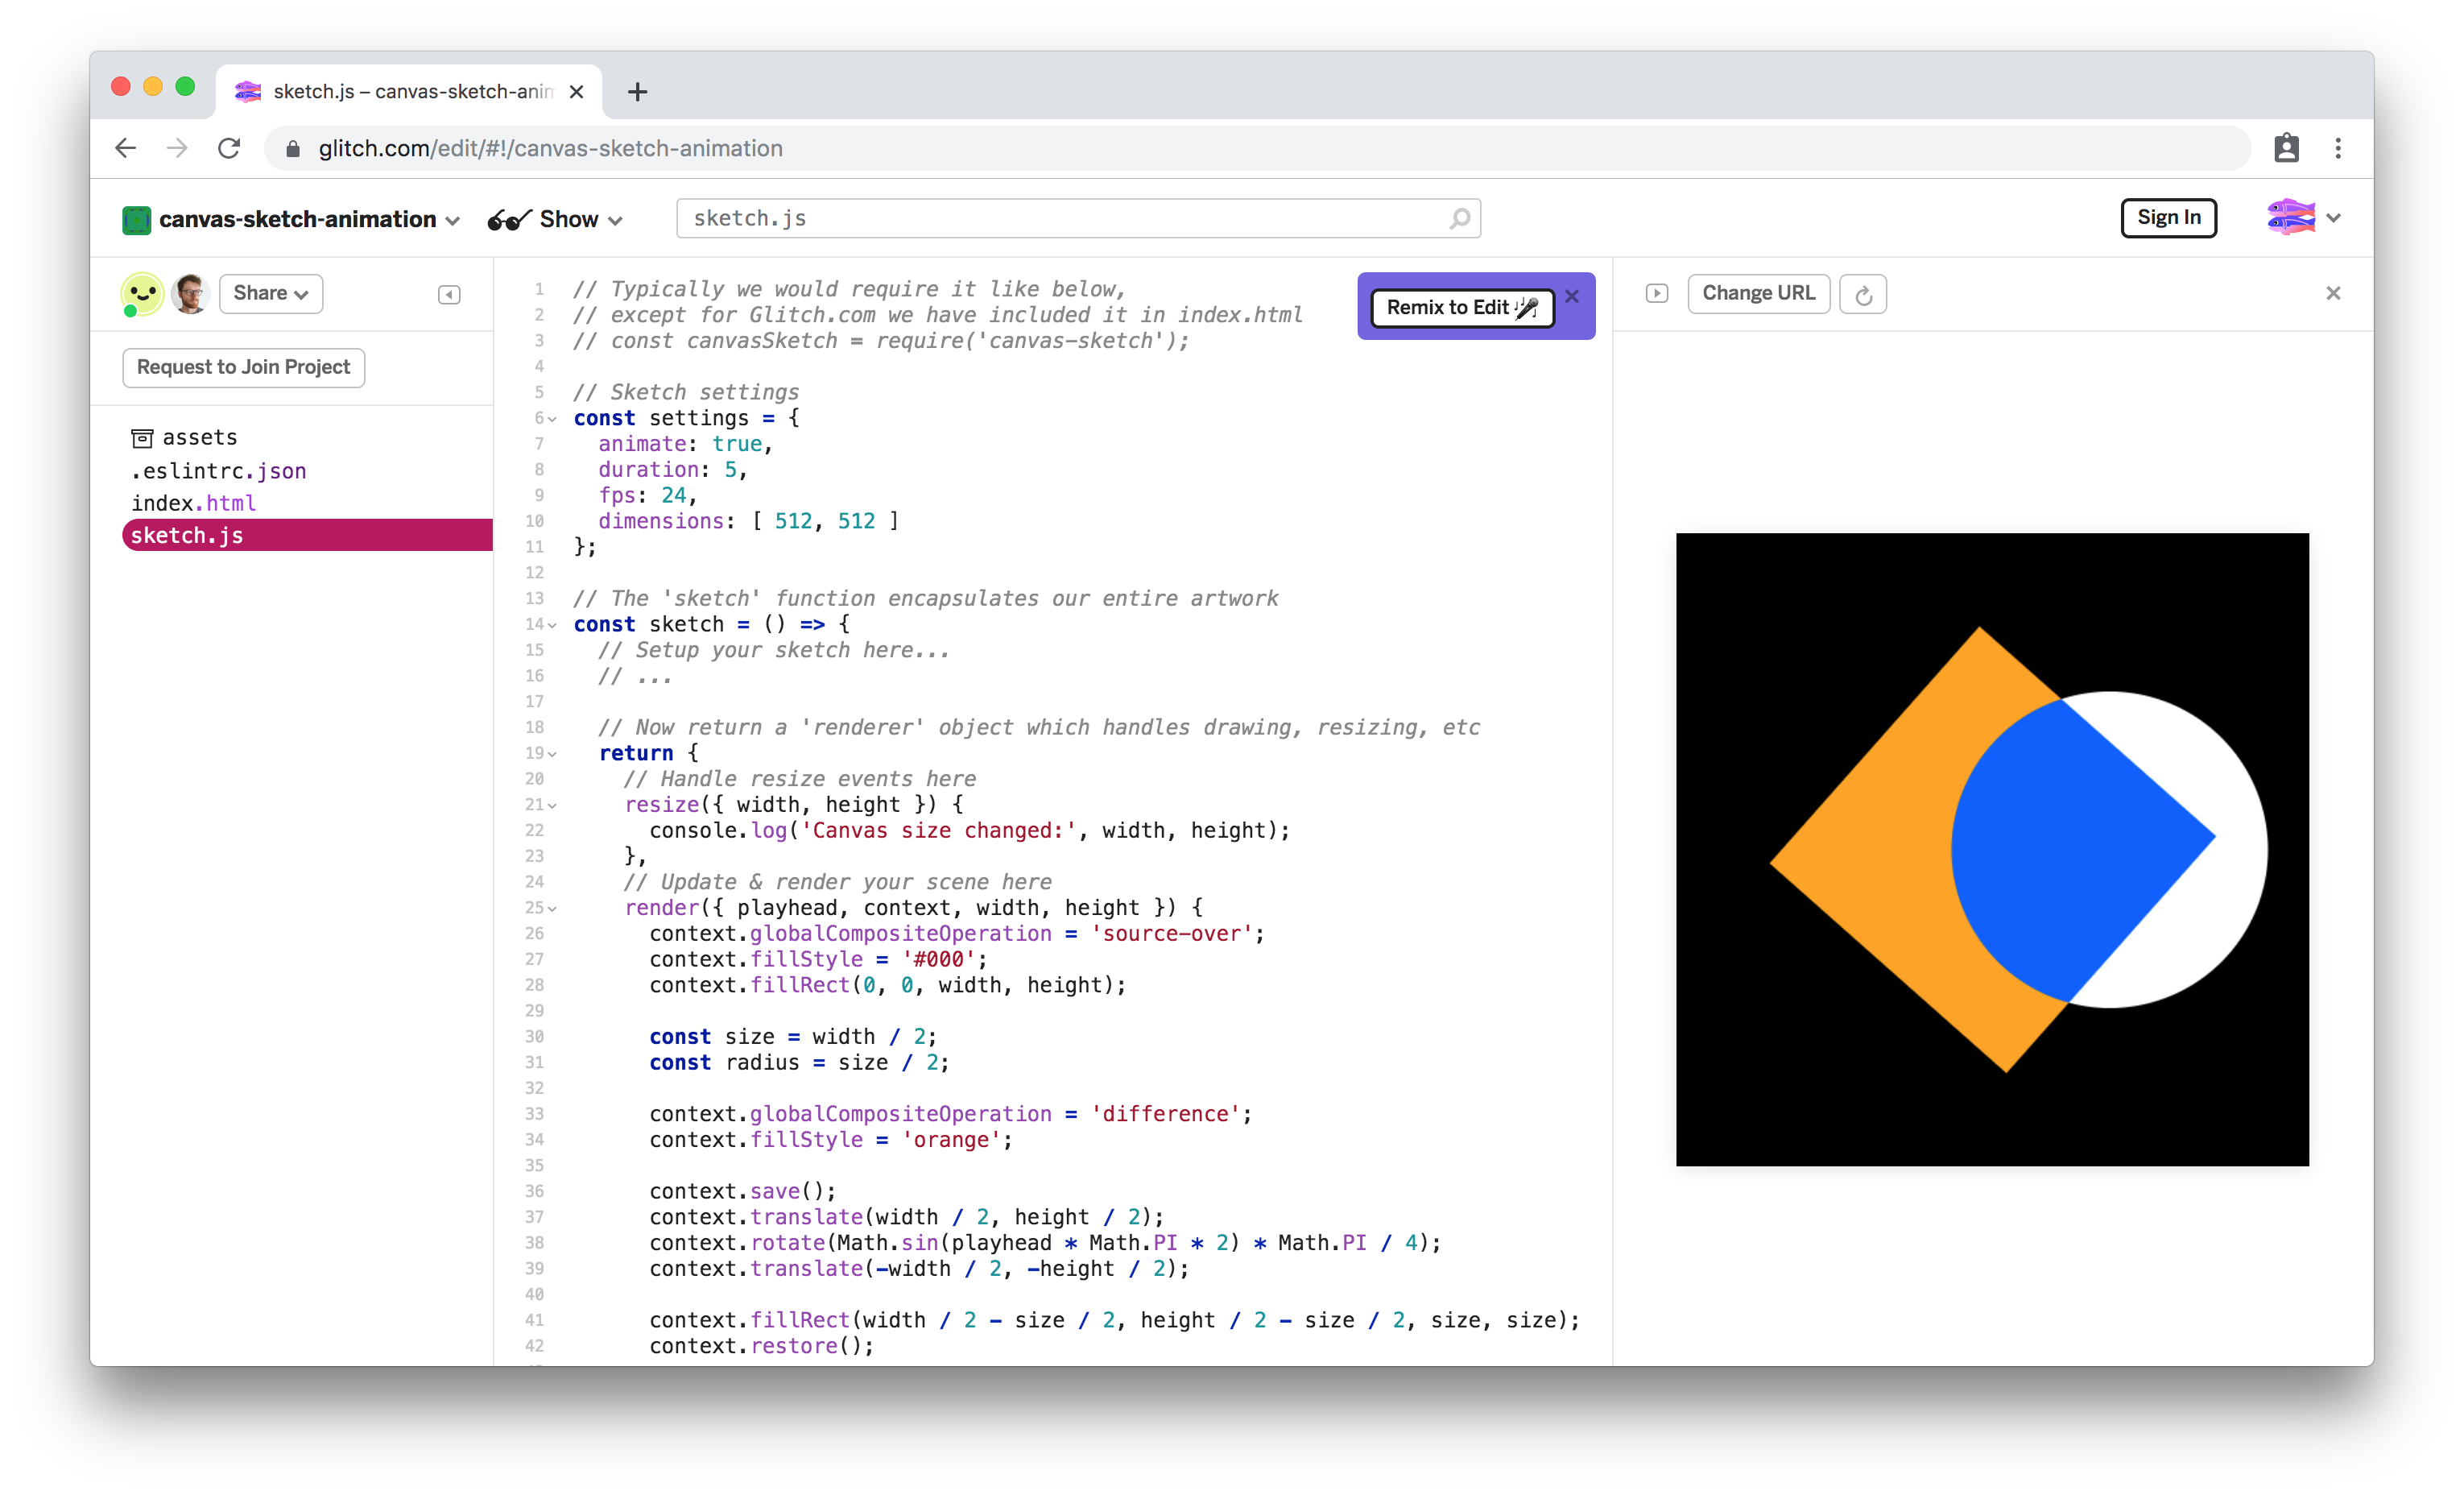 sketch.js – canvas-sketch-anim
glitch.com/edit/#!/canvas-sketch-animation
canvas-sketch-animation
Show
sketch.js
Sign In
Share
Request to Join Project
assets
.eslintrc.json
index.html
sketch.js
Remix to Edit
Change URL
1 // Typically we would require it like below,
2 // except for Glitch.com we have included it in index.html
3 // const canvasSketch = require('canvas-sketch');
4
5 // Sketch settings
6 const settings = {
7   animate: true,
8   duration: 5,
9   fps: 24,
10   dimensions: [ 512, 512 ]
11 };
12
13 // The 'sketch' function encapsulates our entire artwork
14 const sketch = () => {
15   // Setup your sketch here...
16   // ...
17
18   // Now return a 'renderer' object which handles drawing, resizing, etc
19   return {
20     // Handle resize events here
21     resize({ width, height }) {
22       console.log('Canvas size changed:', width, height);
23     },
24     // Update & render your scene here
25     render({ playhead, context, width, height }) {
26       context.globalCompositeOperation = 'source-over';
27       context.fillStyle = '#000';
28       context.fillRect(0, 0, width, height);
29
30       const size = width / 2;
31       const radius = size / 2;
32
33       context.globalCompositeOperation = 'difference';
34       context.fillStyle = 'orange';
35
36       context.save();
37       context.translate(width / 2, height / 2);
38       context.rotate(Math.sin(playhead * Math.PI * 2) * Math.PI / 4);
39       context.translate(-width / 2, -height / 2);
40
41       context.fillRect(width / 2 - size / 2, height / 2 - size / 2, size, size);
42       context.restore();